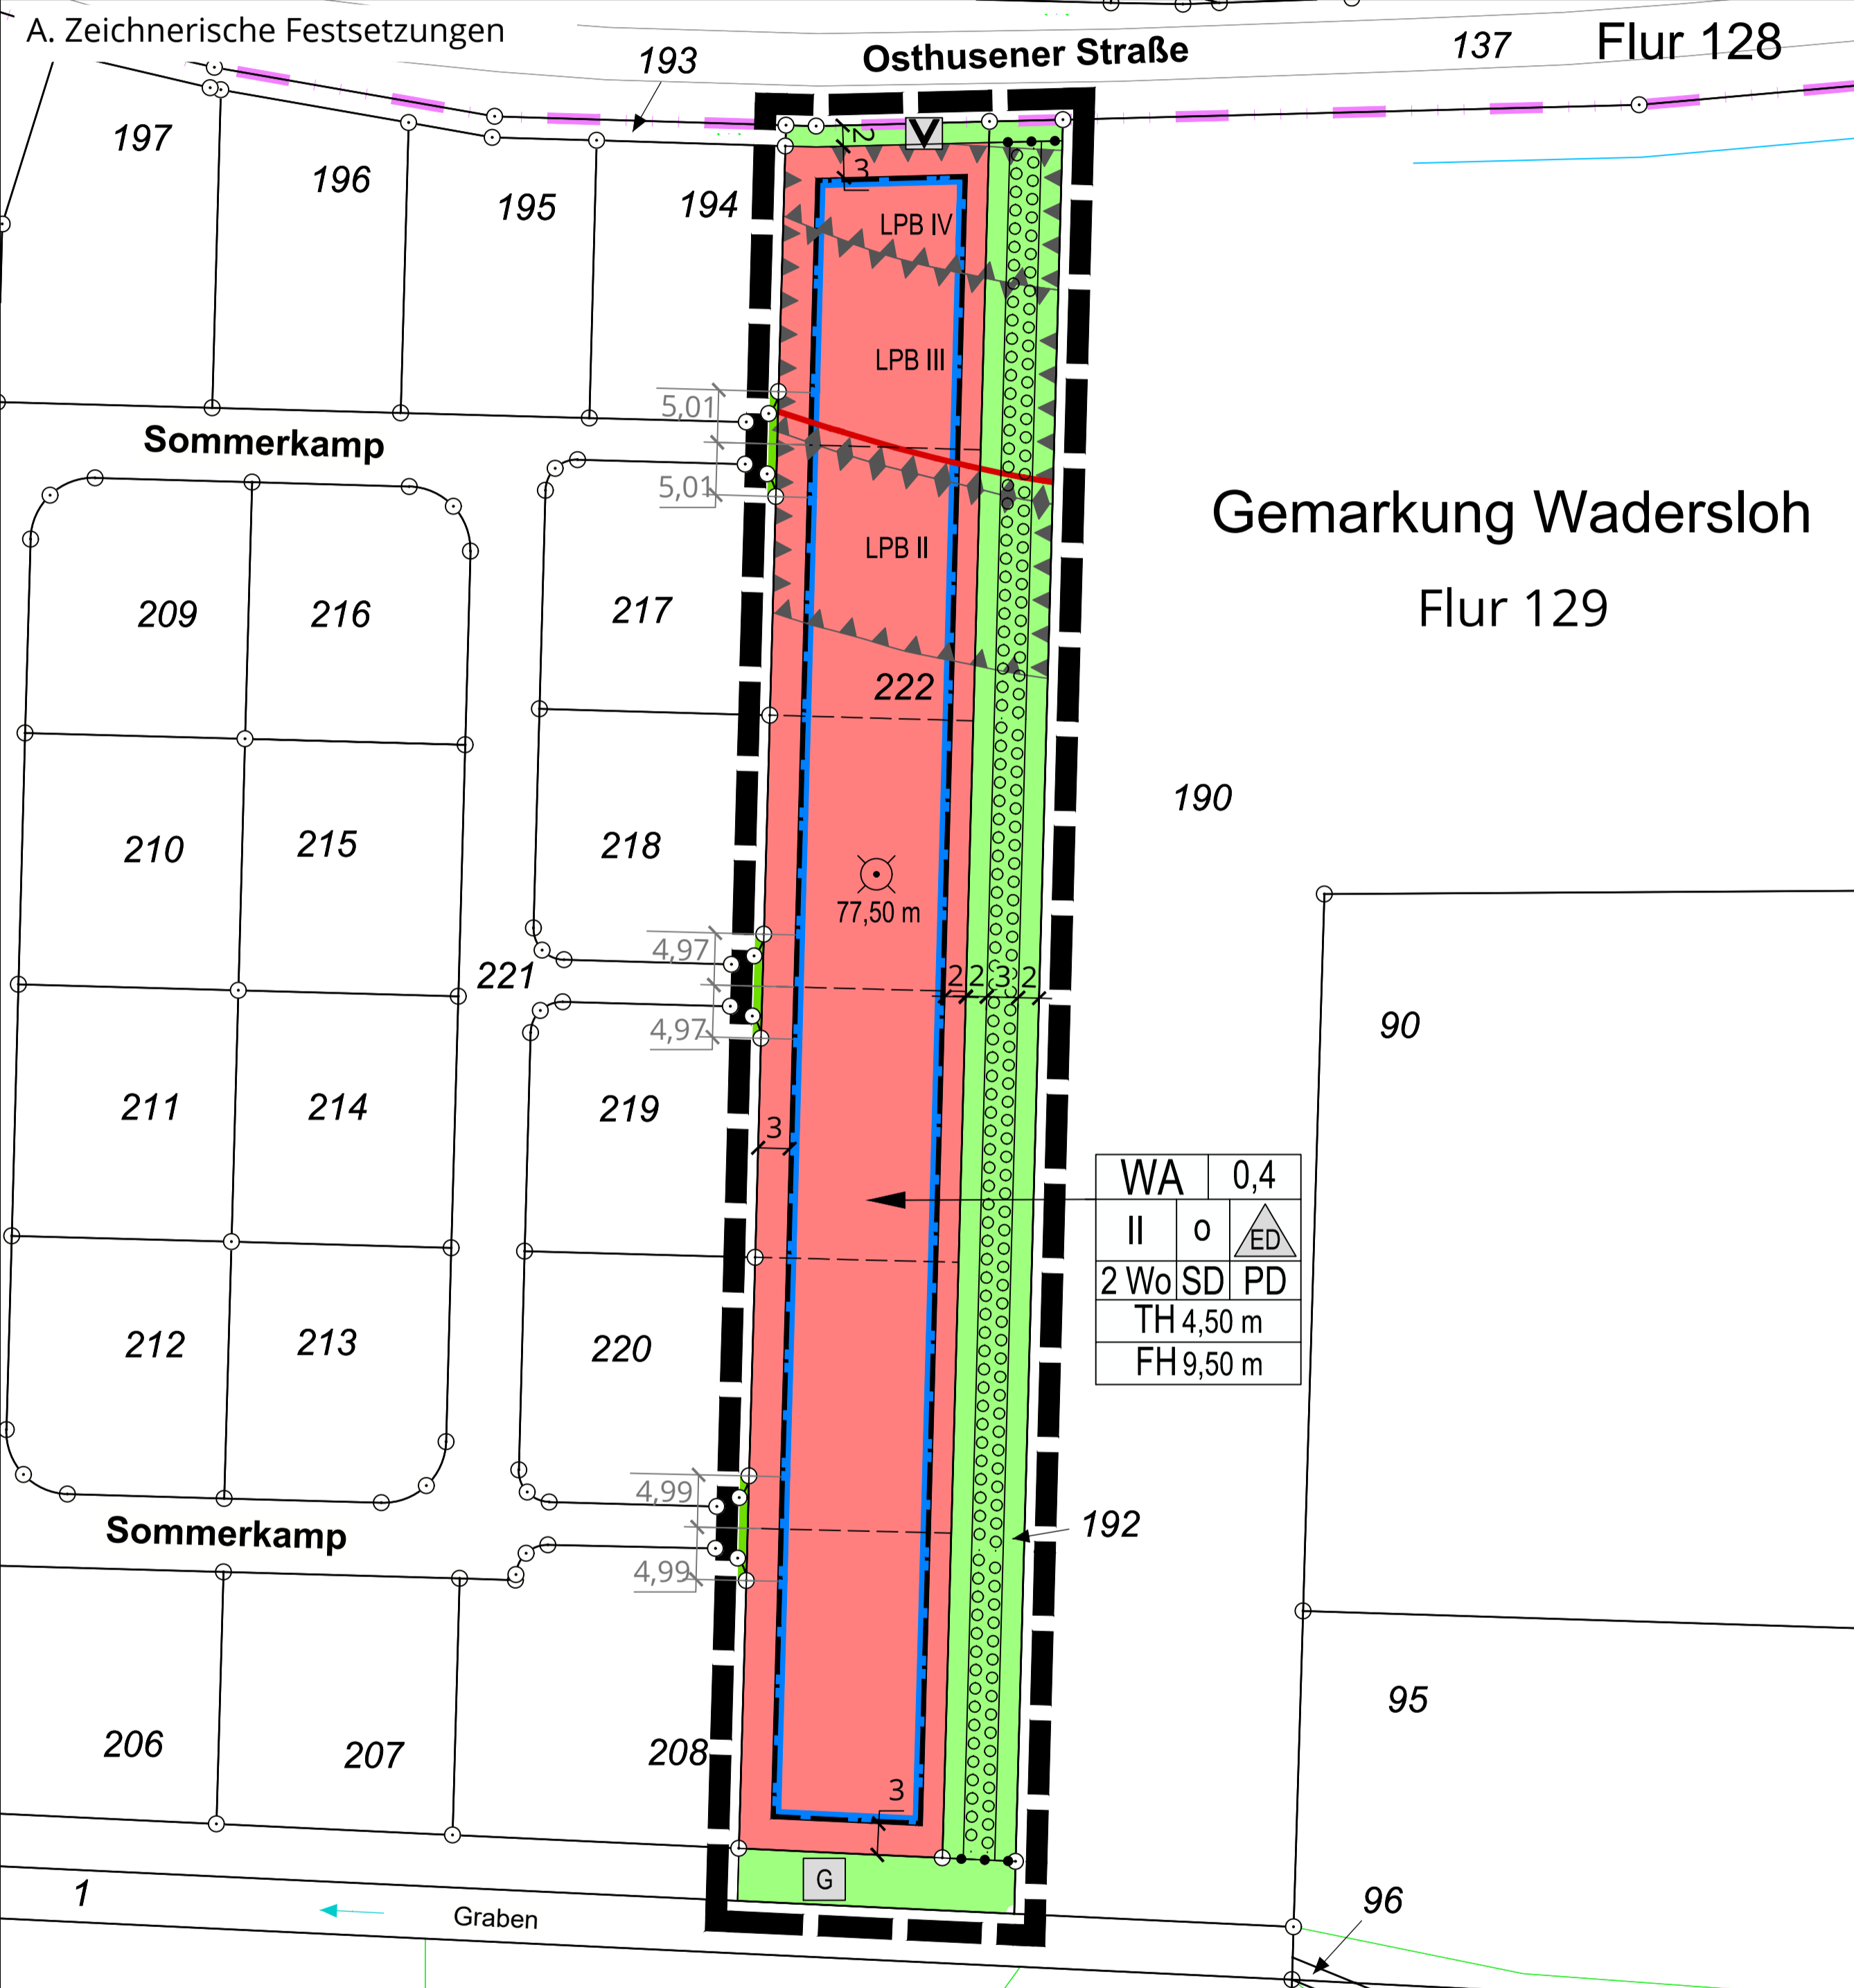 A. Zeichnerische Festsetzungen
193
Osthusener Straße
137
Flur 128
197
196
195
194
2
V
3
LPB IV
LPB III
5,01
Sommerkamp
5,01
LPB II
Gemarkung Wadersloh
Flur 129
209
216
217
222
190
210
215
218
77,50 m
4,97
221
2
2
3
2
4,97
90
211
214
219
3
WA
0,4
II
o
ED
2 Wo
SD
PD
TH 4,50 m
FH 9,50 m
212
213
220
4,99
Sommerkamp
192
4,99
206
207
208
95
3
G
1
Graben
96